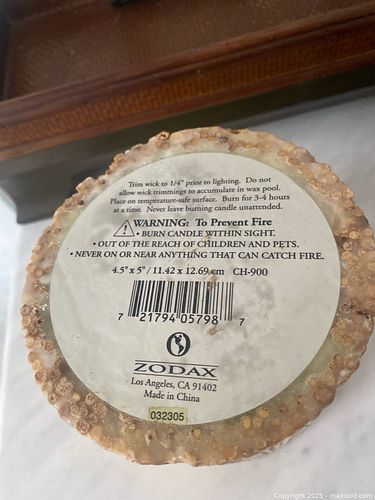 Trim wick to 1/4" prior to lighting. Do not
allow wick trimmings to accumulate in wax pool.
Place on temperature-safe surface. Burn for 3-4 hours
at a time. Never leave burning candle unattended.
WARNING: To Prevent Fire
• BURN CANDLE WITHIN SIGHT.
• OUT OF THE REACH OF CHILDREN AND PETS.
• NEVER ON OR NEAR ANYTHING THAT CAN CATCH FIRE.
4.5" x 5" / 11.42 x 12.69 cm CH-900
7 21794 05798 7
ZODAX
Los Angeles, CA 91402
Made in China
032305
Copyright © 2025 - maxsold.com